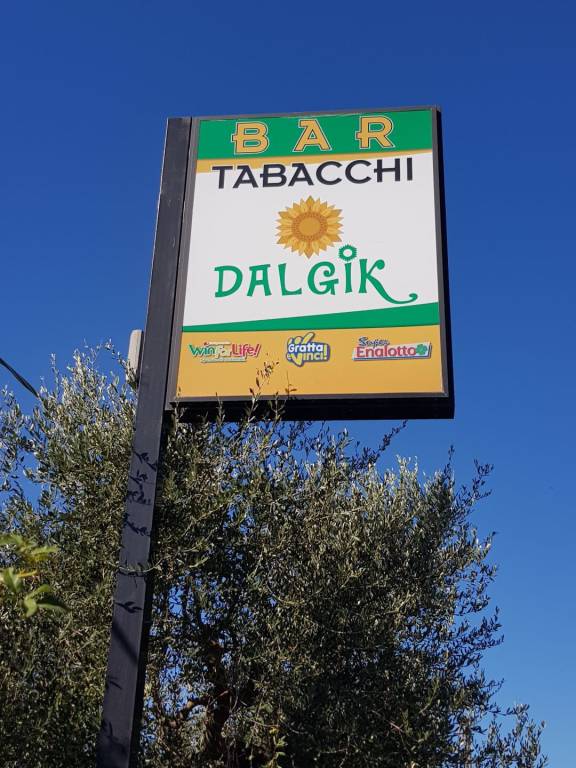 BAR
TABACCHI
DALGIK
Win for Life!
Gratta e Vinci!
Super
Enalotto